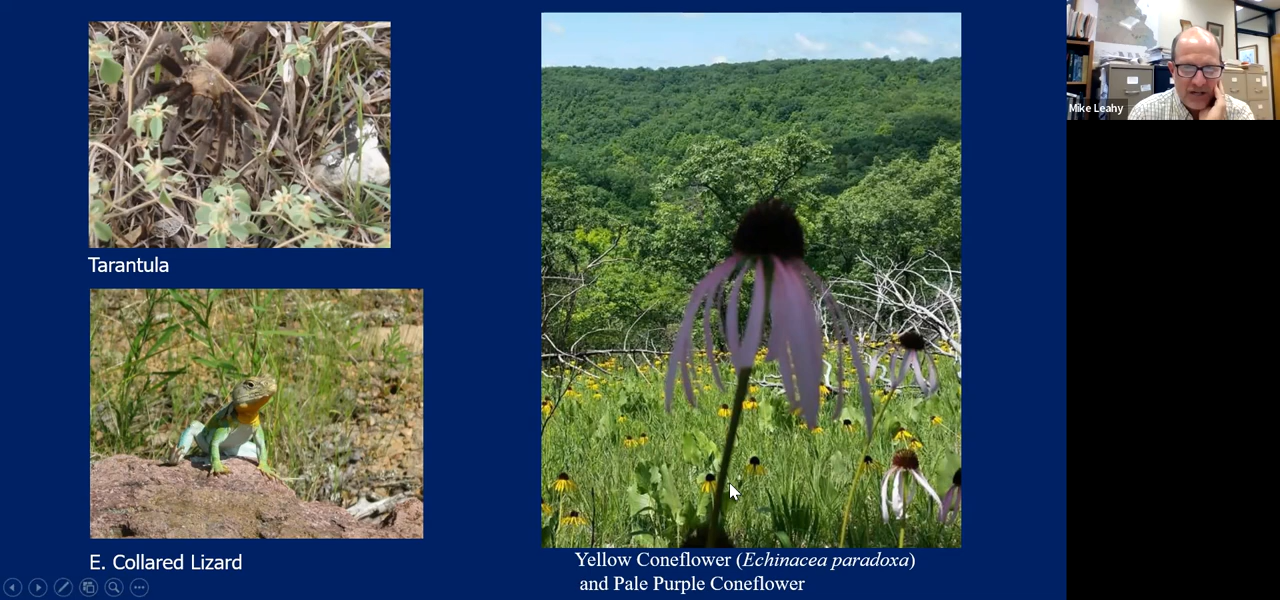 Tarantula
E. Collared Lizard
Yellow Coneflower (Echinacea paradoxa)
and Pale Purple Coneflower
Mike Leahy